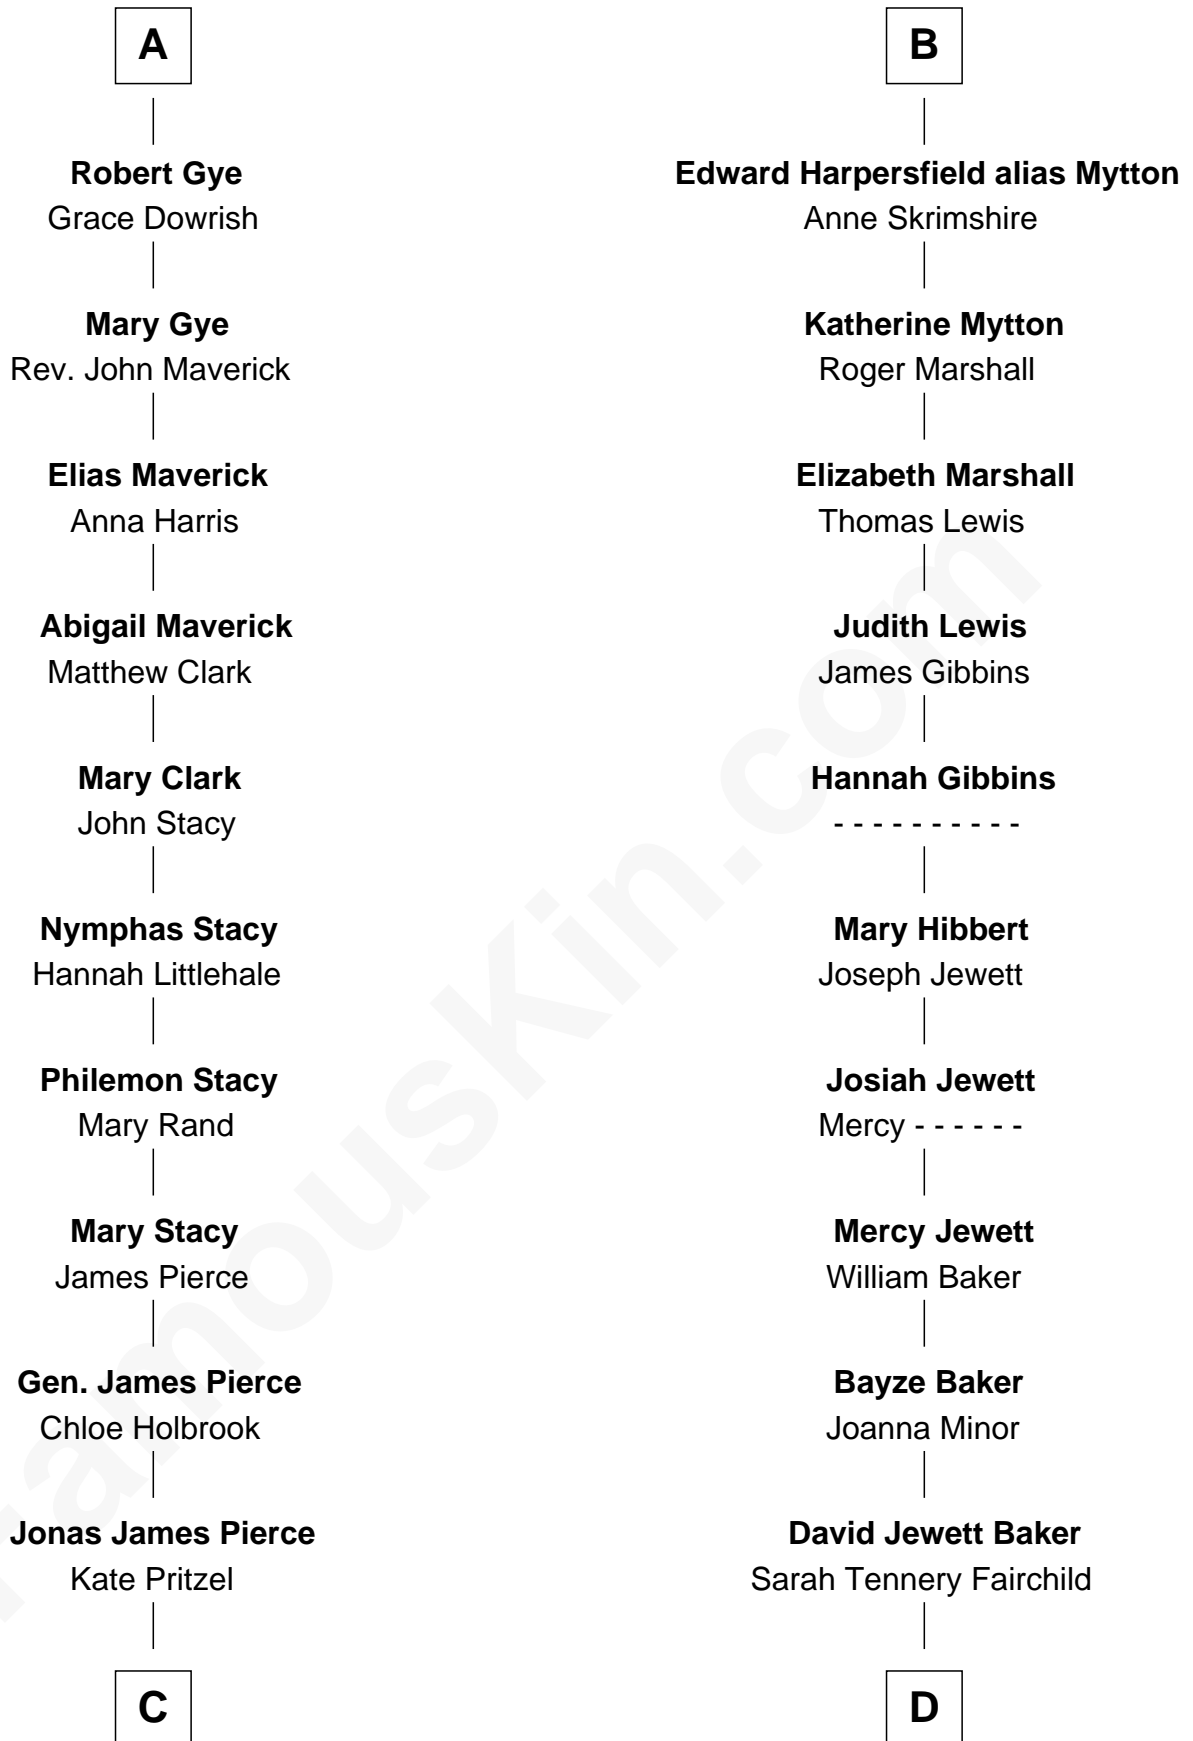 A
Robert Gye
Grace Dowrish
Mary Gye
Rev. John Maverick
Elias Maverick
Anna Harris
Abigail Maverick
Matthew Clark
Mary Clark
John Stacy
Nymphas Stacy
Hannah Littlehale
Philemon Stacy
Mary Rand
Mary Stacy
James Pierce
Gen. James Pierce
Chloe Holbrook
Jonas James Pierce
Kate Pritzel
C
B
Edward Harpersfield alias Mytton
Anne Skrimshire
Katherine Mytton
Roger Marshall
Elizabeth Marshall
Thomas Lewis
Judith Lewis
James Gibbins
Hannah Gibbins
- - - - - - - - - -
Mary Hibbert
Joseph Jewett
Josiah Jewett
Mercy - - - - - -
Mercy Jewett
William Baker
Bayze Baker
Joanna Minor
David Jewett Baker
Sarah Tennery Fairchild
D
FamousKin.com